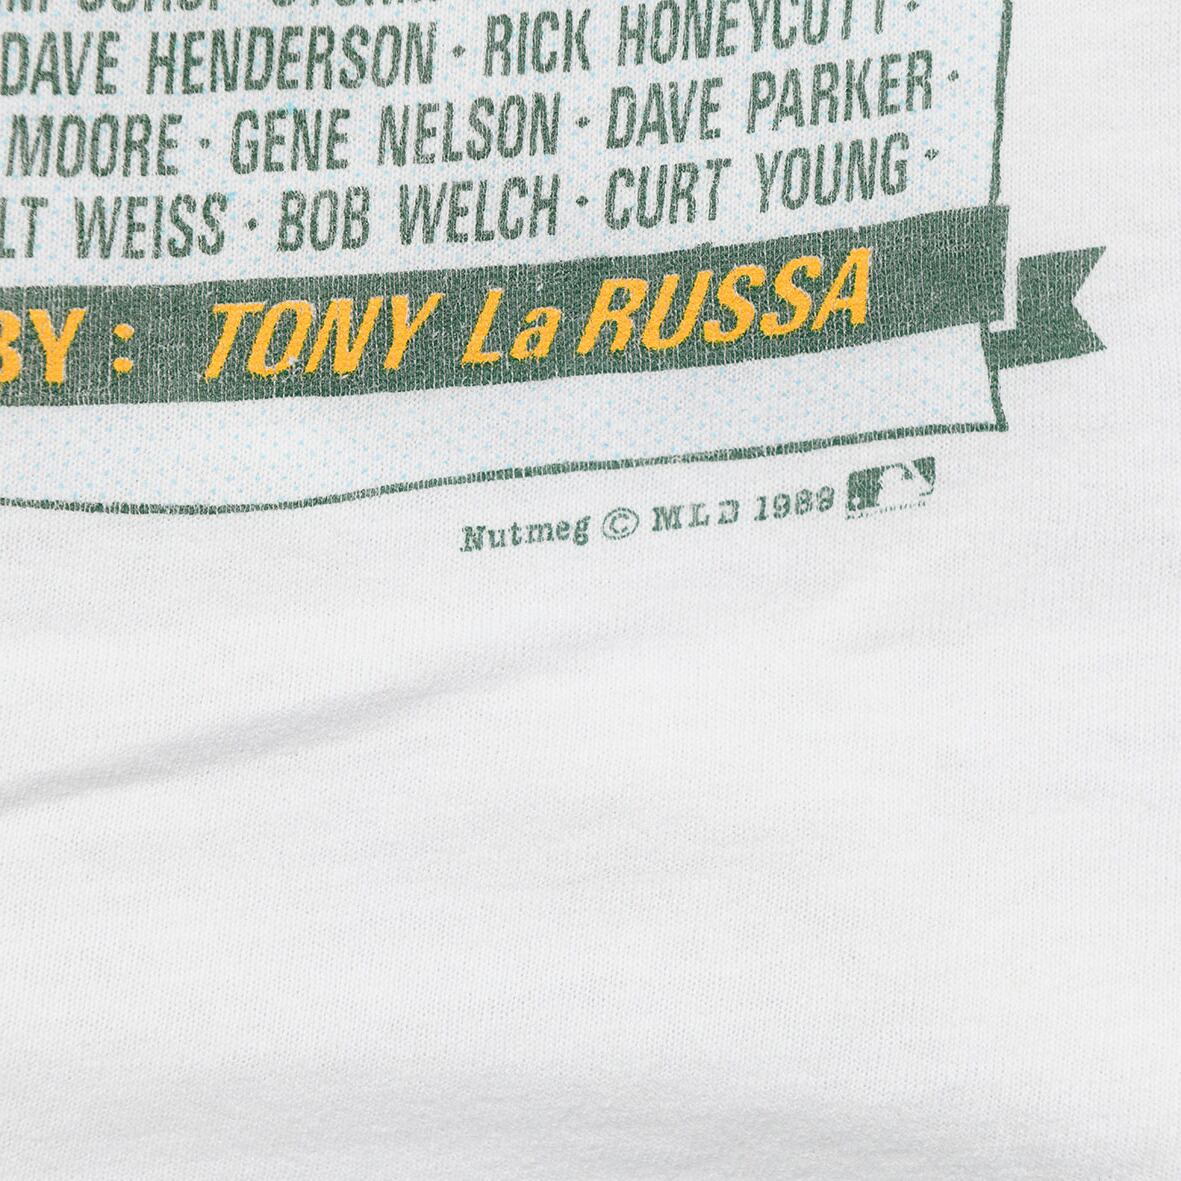 DAVE HENDERSON · RICK HONEYCUTT ·
MOORE · GENE NELSON · DAVE PARKER ·
LT WEISS · BOB WELCH · CURT YOUNG ·
BY : TONY La RUSSA
Nutmeg © MLB 1988